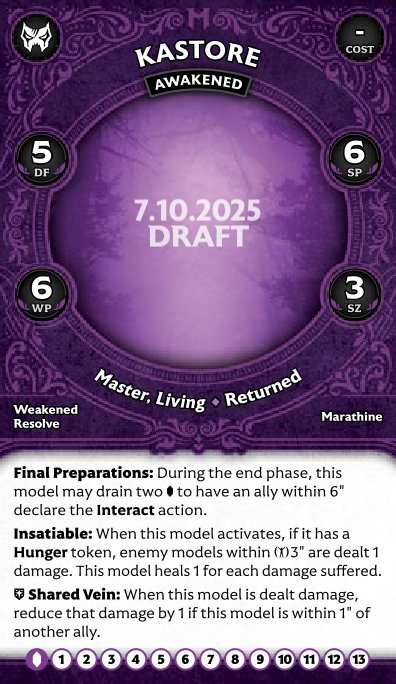 KASTORE
AWAKENED
-
COST
5
DF
6
SP
7.10.2025
DRAFT
6
WP
3
SZ
Master, Living ◆ Returned
Weakened
Resolve
Marathine
Final Preparations: During the end phase, this
model may drain two ⬮ to have an ally within 6"
declare the Interact action.
Insatiable: When this model activates, if it has a
Hunger token, enemy models within 3" are dealt 1
damage. This model heals 1 for each damage suffered.
Shared Vein: When this model is dealt damage,
reduce that damage by 1 if this model is within 1" of
another ally.
1 2 3 4 5 6 7 8 9 10 11 12 13